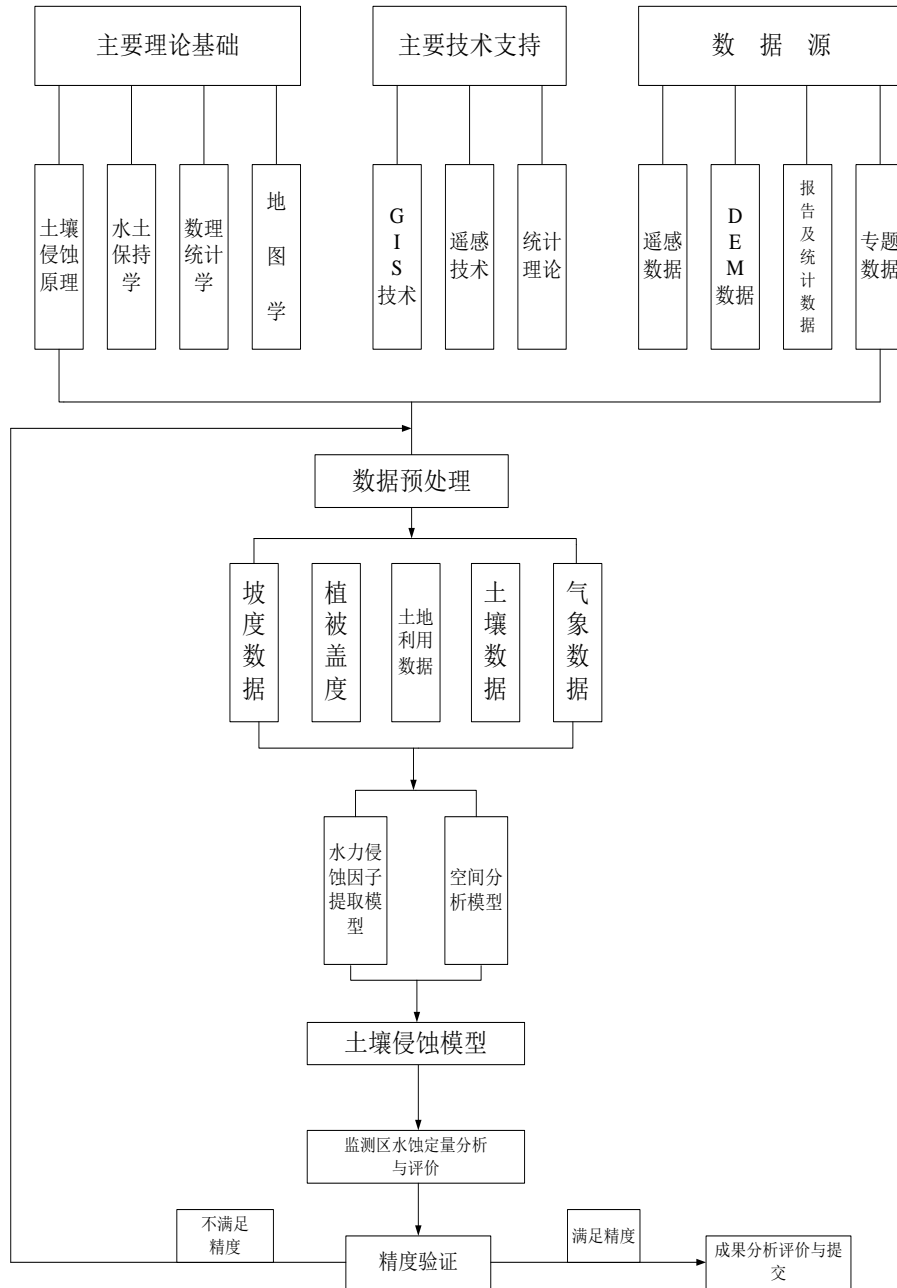 主要理论基础
主要技术支持
数 据 源
土壤
侵蚀
原理
水土
保持
学
数理
统计
学
地
图
学
G
I
S
技术
遥感
技术
统计
理论
遥感
数据
D
E
M
数据
报
告
及
统
计
数
据
专题
数据
数据预处理
坡
度
数
据
植
被
盖
度
土地
利用
数据
土
壤
数
据
气
象
数
据
水力侵
蚀因子
提取模
型
空间分
析模型
土壤侵蚀模型
监测区水蚀定量分析
与评价
不满足
精度
精度验证
满足精度
成果分析评价与提
交